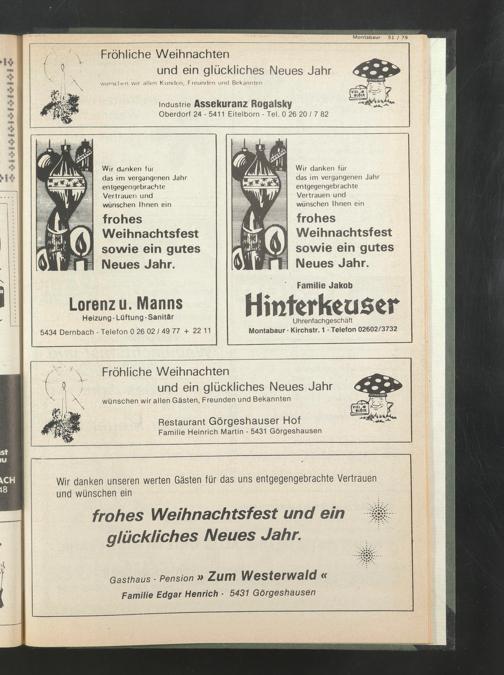 Montabaur 51 / 79
Fröhliche Weihnachten
und ein glückliches Neues Jahr
wünschen wir allen Kunden, Freunden und Bekannten
Industrie Assekuranz Rogalsky
Oberdorf 24 - 5411 Eitelborn - Tel. 0 26 20 / 7 82
Wir danken für
das im vergangenen Jahr
entgegengebrachte
Vertrauen und
wünschen Ihnen ein
frohes
Weihnachtsfest
sowie ein gutes
Neues Jahr.
Lorenz u. Manns
Heizung - Lüftung - Sanitär
5434 Dernbach - Telefon 0 26 02 / 49 77 + 22 11
Wir danken für
das im vergangenen Jahr
entgegengebrachte
Vertrauen und
wünschen Ihnen ein
frohes
Weihnachtsfest
sowie ein gutes
Neues Jahr.
Familie Jakob
Hinterkeuser
Uhrenfachgeschäft
Montabaur · Kirchstr. 1 · Telefon 02602/3732
Fröhliche Weihnachten
und ein glückliches Neues Jahr
wünschen wir allen Gästen, Freunden und Bekannten
Restaurant Görgeshauser Hof
Familie Heinrich Martin - 5431 Görgeshausen
Wir danken unseren werten Gästen für das uns entgegengebrachte Vertrauen
und wünschen ein
frohes Weihnachtsfest und ein
glückliches Neues Jahr.
Gasthaus - Pension » Zum Westerwald «
Familie Edgar Henrich · 5431 Görgeshausen
ACH
48